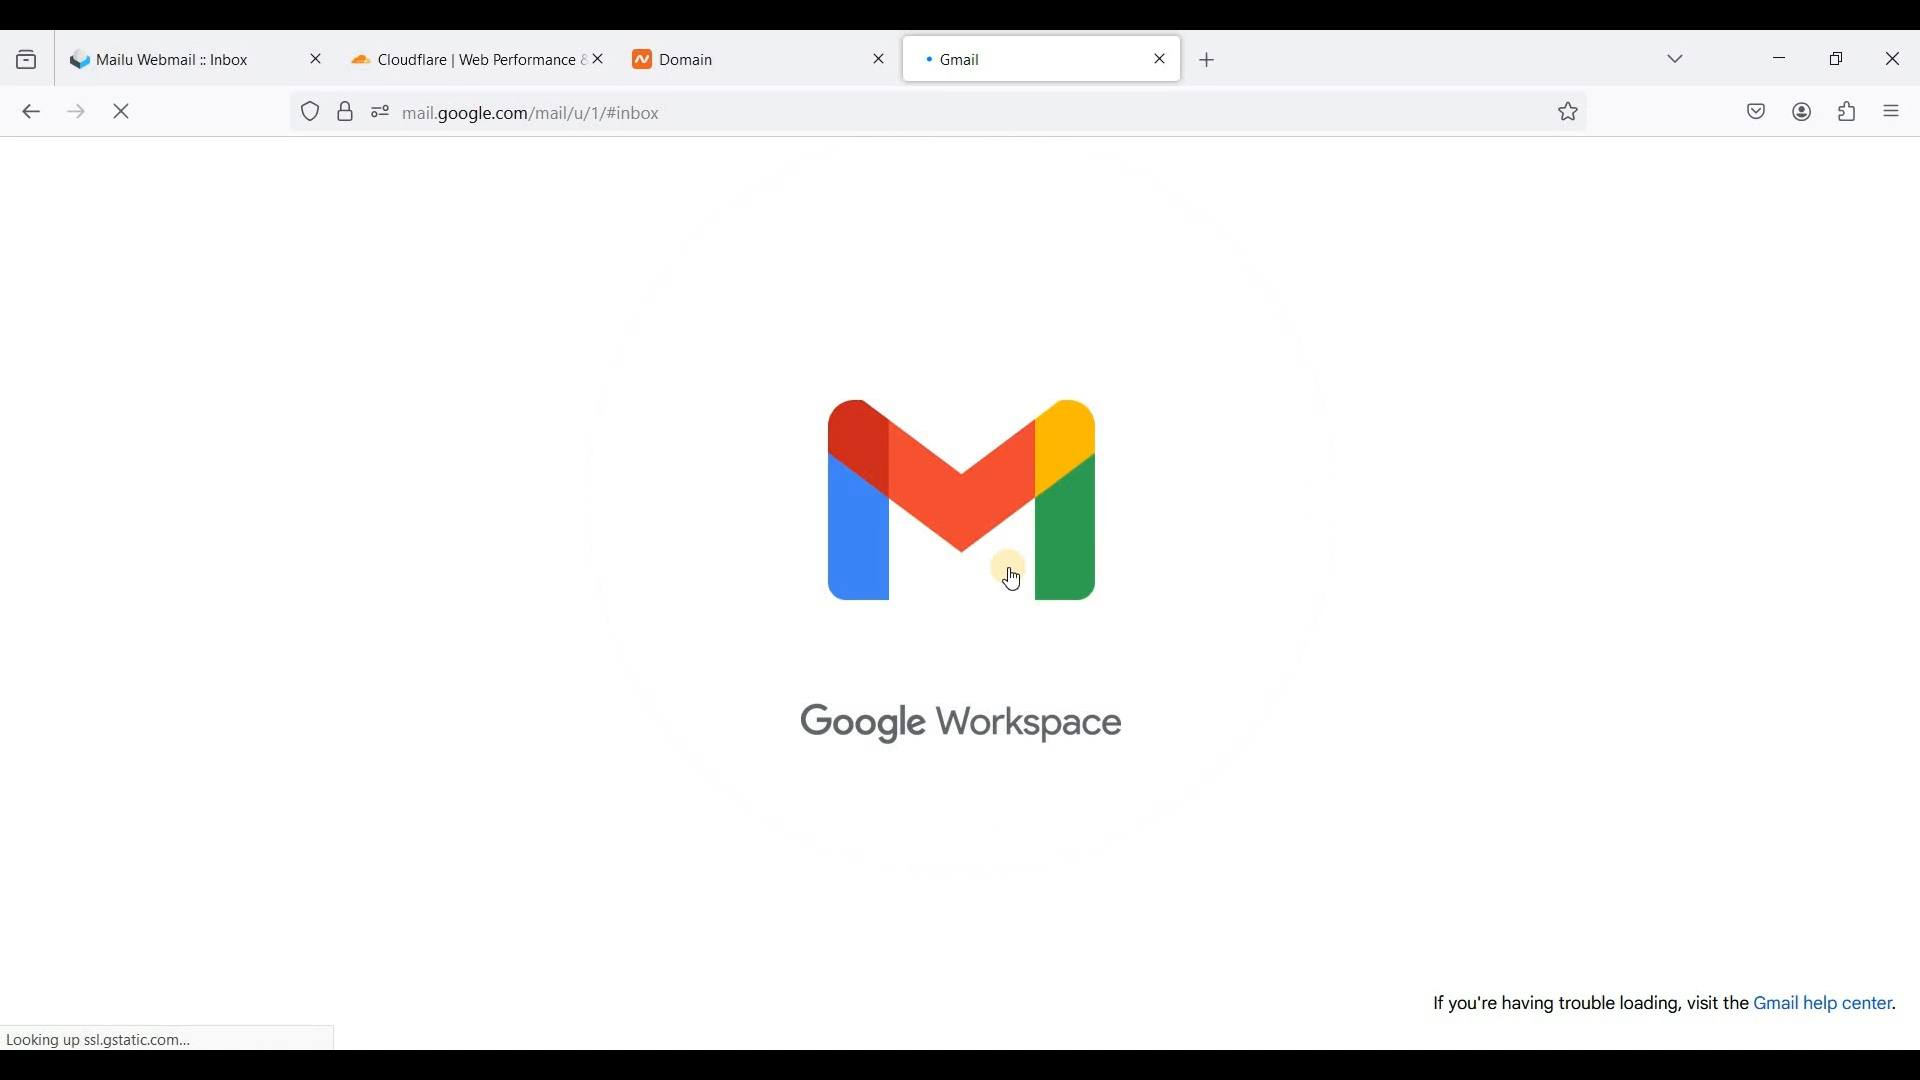 Mailu Webmail :: Inbox
Cloudflare | Web Performance &
Domain
Gmail
mail.google.com/mail/u/1/#inbox
Google Workspace
If you're having trouble loading, visit the Gmail help center.
Looking up ssl.gstatic.com...